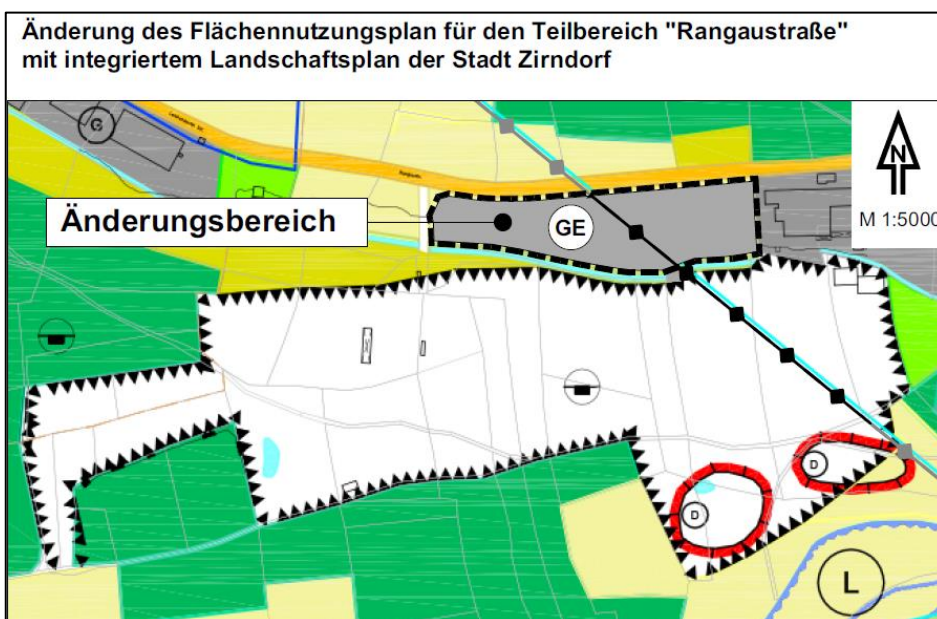 Änderung des Flächennutzungsplan für den Teilbereich "Rangaustraße"
mit integriertem Landschaftsplan der Stadt Zirndorf
N
M 1:5000
G
Änderungsbereich
GE
D
D
L